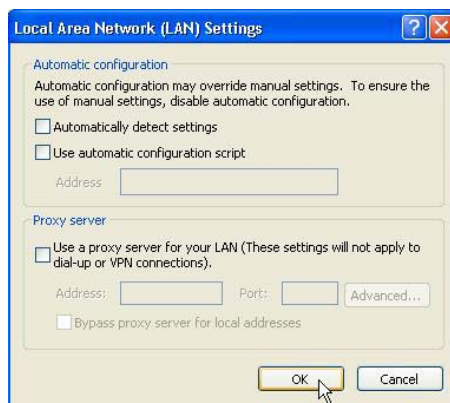 Local Area Network (LAN) Settings
Automatic configuration
Automatic configuration may override manual settings. To ensure the
use of manual settings, disable automatic configuration.
Automatically detect settings
Use automatic configuration script
Address
Proxy server
Use a proxy server for your LAN (These settings will not apply to
dial-up or VPN connections).
Address: Port: Advanced...
Bypass proxy server for local addresses
OK Cancel